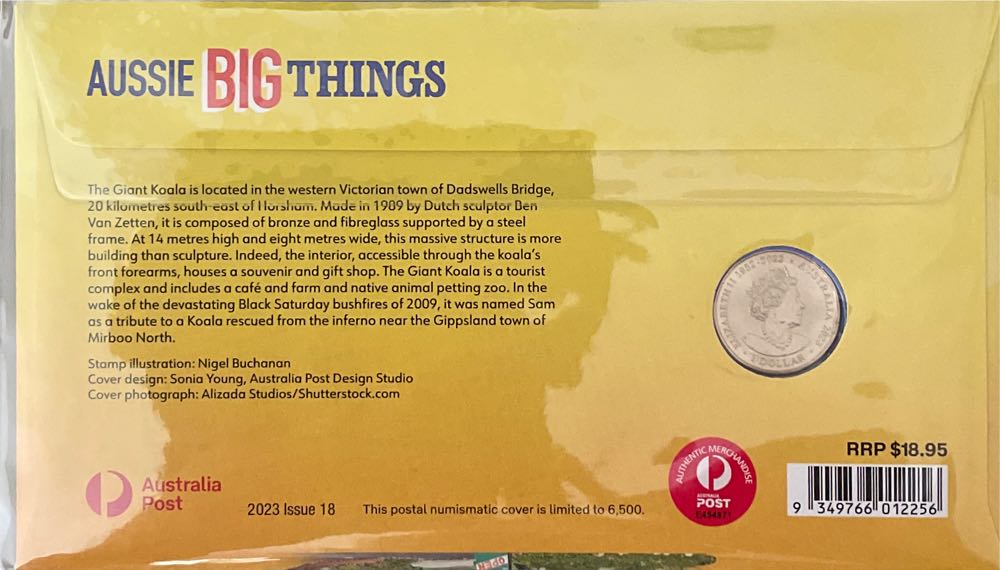 AUSSIE BIG THINGS
The Giant Koala is located in the western Victorian town of Dadswells Bridge,
20 kilometres south-east of Horsham. Made in 1989 by Dutch sculptor Ben
Van Zetten, it is composed of bronze and fibreglass supported by a steel
frame. At 14 metres high and eight metres wide, this massive structure is more
building than sculpture. Indeed, the interior, accessible through the koala's
front forearms, houses a souvenir and gift shop. The Giant Koala is a tourist
complex and includes a café and farm and native animal petting zoo. In the
wake of the devastating Black Saturday bushfires of 2009, it was named Sam
as a tribute to a Koala rescued from the inferno near the Gippsland town of
Mirboo North.
Stamp illustration: Nigel Buchanan
Cover design: Sonia Young, Australia Post Design Studio
Cover photograph: Alizada Studios/Shutterstock.com
ELIZABETH II 1952-2022 • AUSTRALIA 2023
1 DOLLAR
Australia
Post
2023 Issue 18
This postal numismatic cover is limited to 6,500.
AUTHENTIC MERCHANDISE
AUSTRALIA
POST
RRP $18.95
9 349766 012256
OPEN